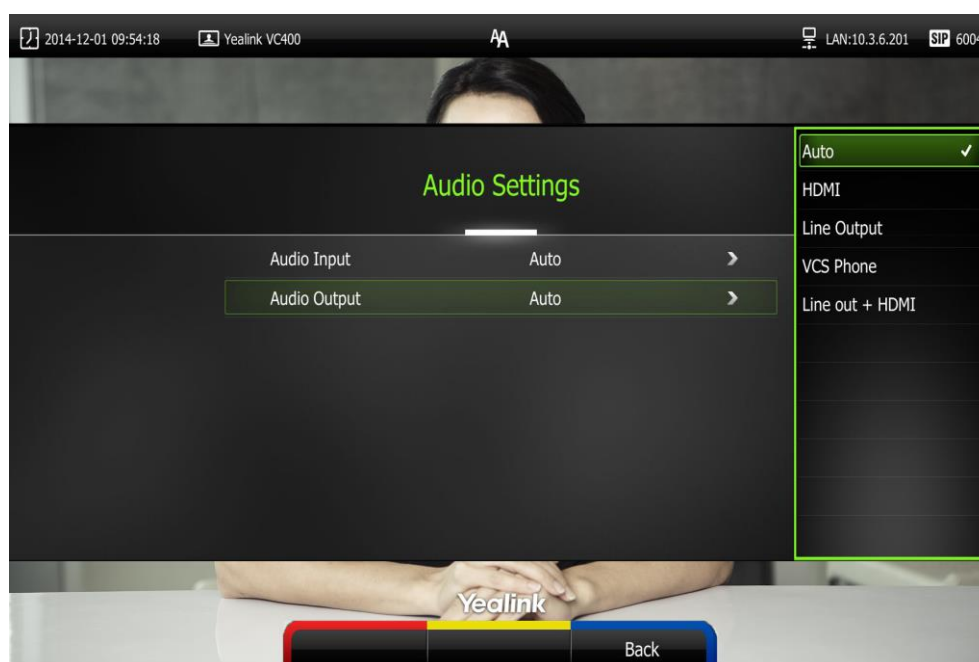 2014-12-01 09:54:18 Yealink VC400 AA LAN:10.3.6.201 SIP 6004
Audio Settings
Audio Input Auto
Audio Output Auto
Auto
HDMI
Line Output
VCS Phone
Line out + HDMI
Yealink
Back